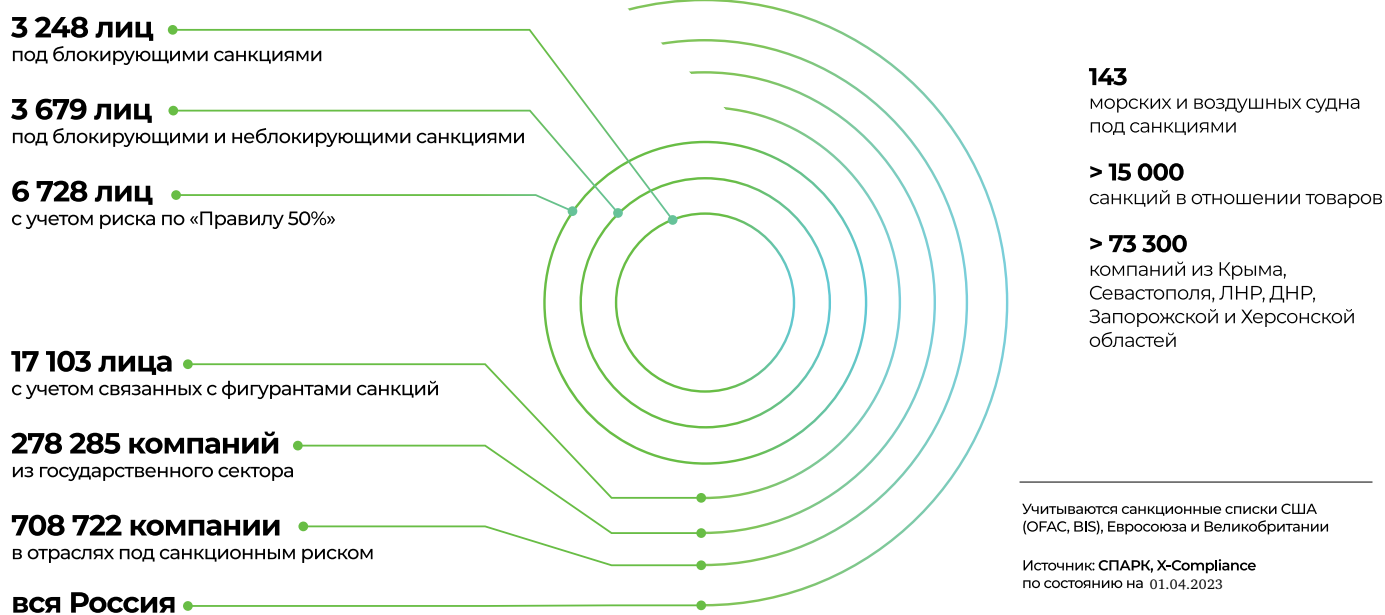 3 248 лиц
под блокирующими санкциями
3 679 лиц
под блокирующими и неблокирующими санкциями
6 728 лиц
с учетом риска по «Правилу 50%»
17 103 лица
с учетом связанных с фигурантами санкций
278 285 компаний
из государственного сектора
708 722 компании
в отраслях под санкционным риском
вся Россия
143
морских и воздушных судна
под санкциями
> 15 000
санкций в отношении товаров
> 73 300
компаний из Крыма,
Севастополя, ЛНР, ДНР,
Запорожской и Херсонской
областей
Учитываются санкционные списки США
(OFAC, BIS), Евросоюза и Великобритании
Источник: СПАРК, X-Compliance
по состоянию на 01.04.2023